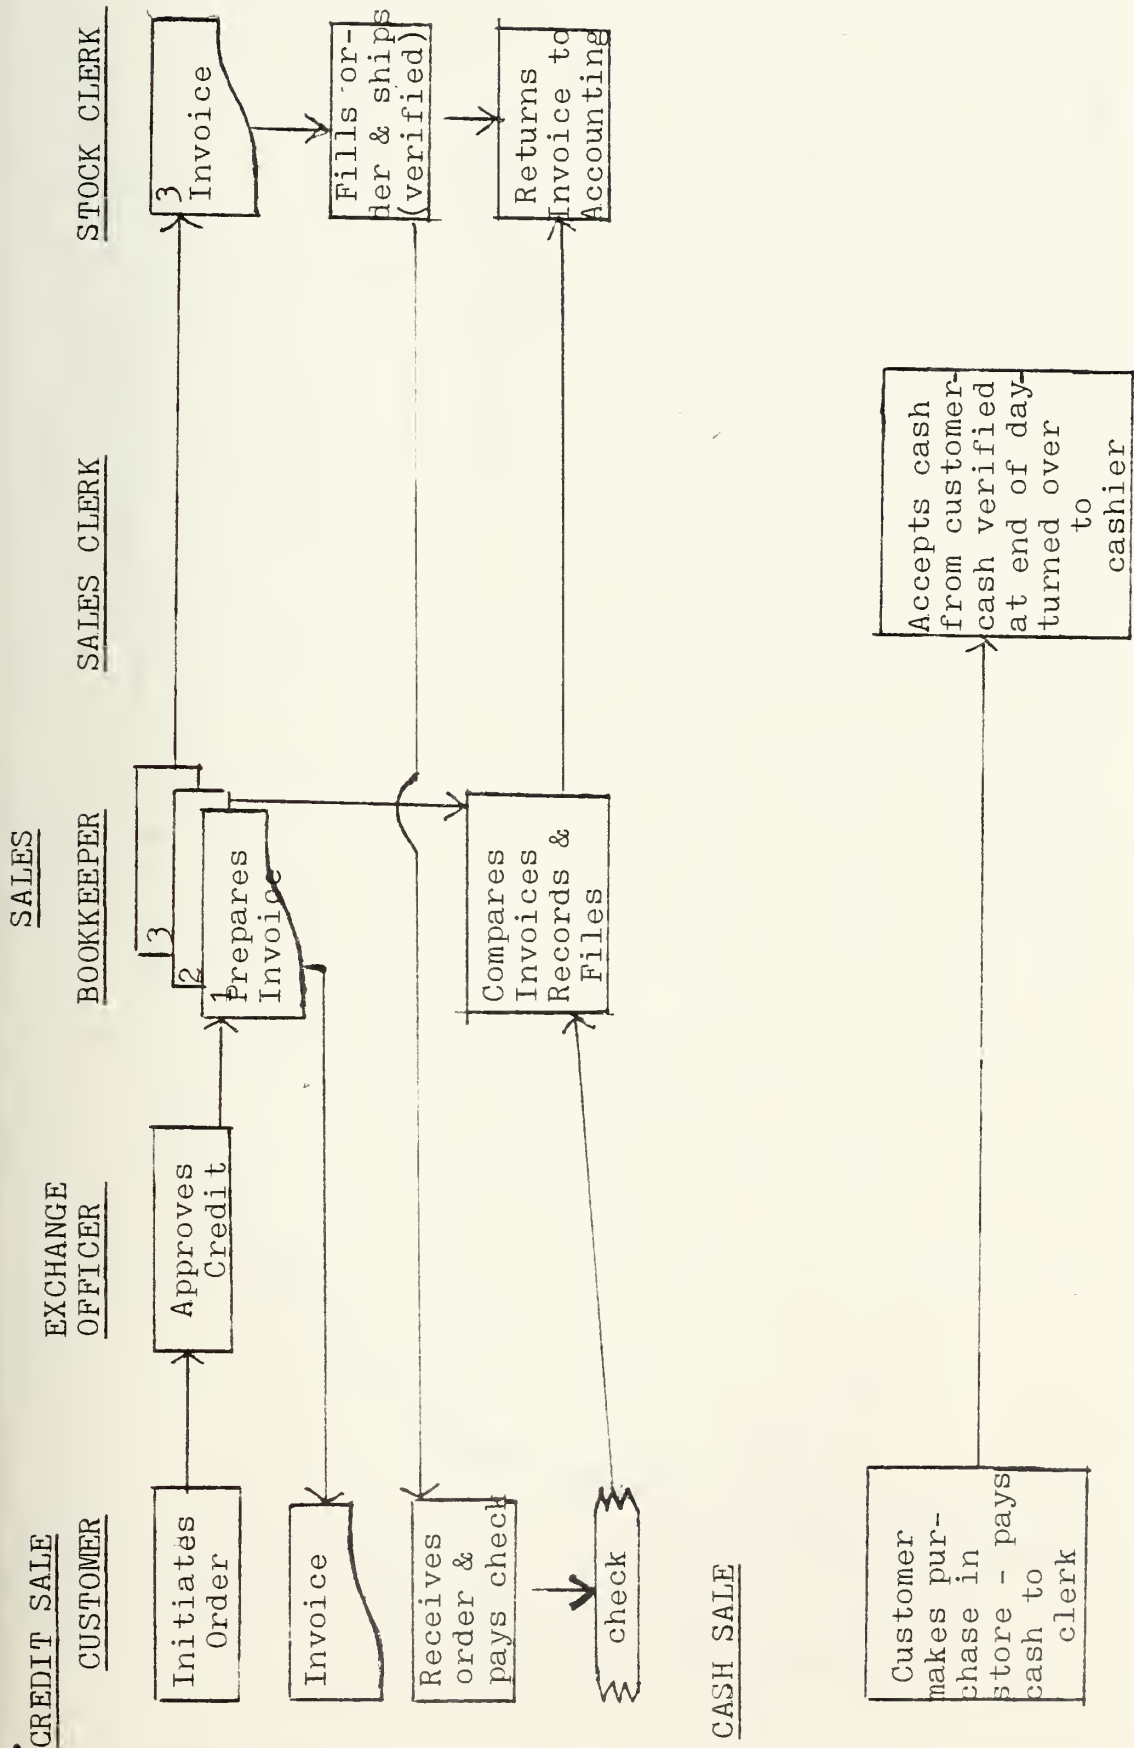 SALES
CREDIT SALE
CUSTOMER
EXCHANGE
OFFICER
BOOKKEEPER
SALES CLERK
STOCK CLERK
Initiates
Order
Approves
Credit
3
2
1
Prepares
Invoice
3
Invoice
Invoice
Fills or-
der & ships
(verified)
Receives
order &
pays check
Compares
Invoices
Records &
Files
Returns
Invoice to
Accounting
check
CASH SALE
Customer
makes pur-
chase in
store - pays
cash to
clerk
Accepts cash
from customer-
cash verified
at end of day-
turned over
to
cashier